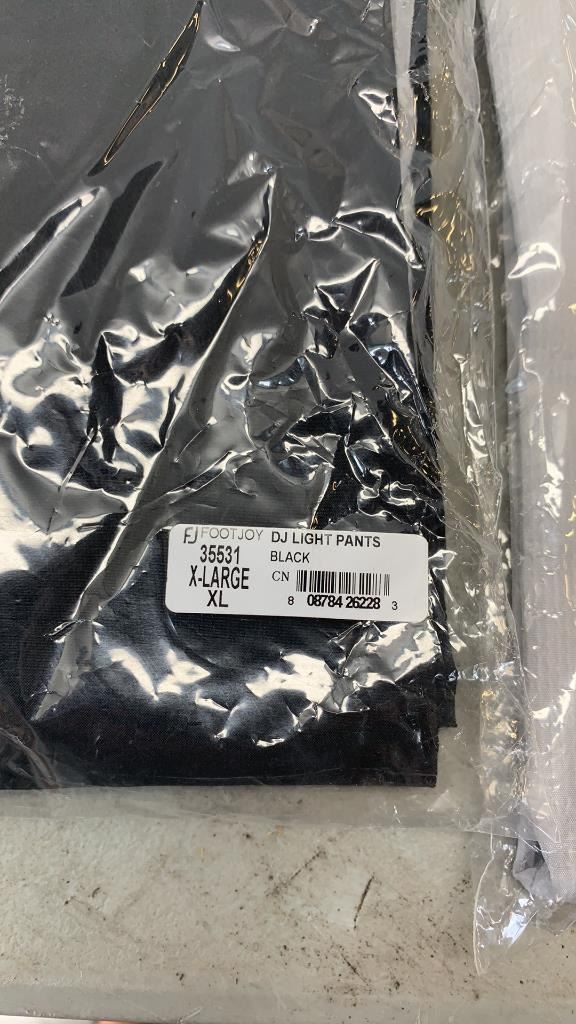 FJ FOOTJOY DJ LIGHT PANTS
35531 BLACK
X-LARGE CN
XL 8 08784 26228 3